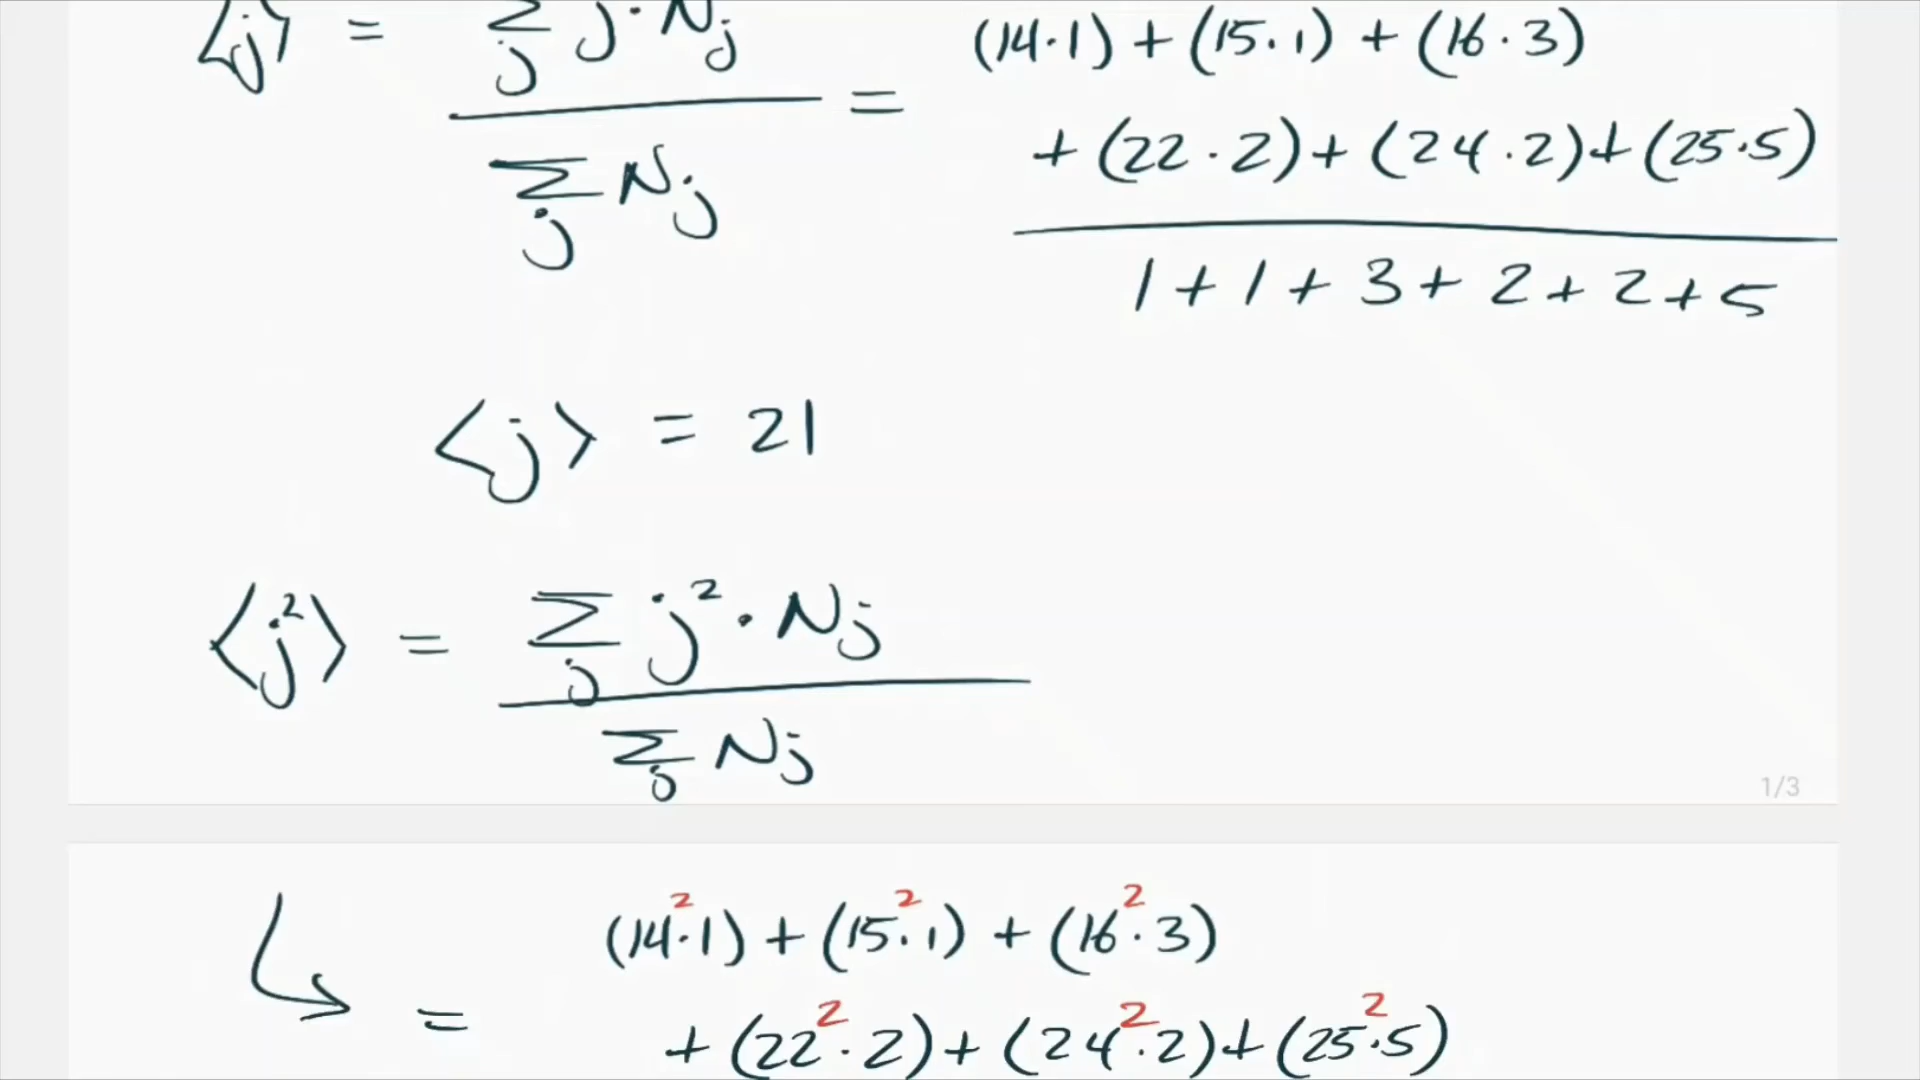 ⟨j⟩ = Σ_j j · N_j / Σ_j N_j = (14·1) + (15·1) + (16·3)
+ (22·2) + (24·2) + (25·5)
1 + 1 + 3 + 2 + 2 + 5
⟨j⟩ = 21
⟨j²⟩ = Σ_j j² · N_j / Σ_j N_j
1/3
= (14²·1) + (15²·1) + (16²·3)
+ (22²·2) + (24²·2) + (25²·5)